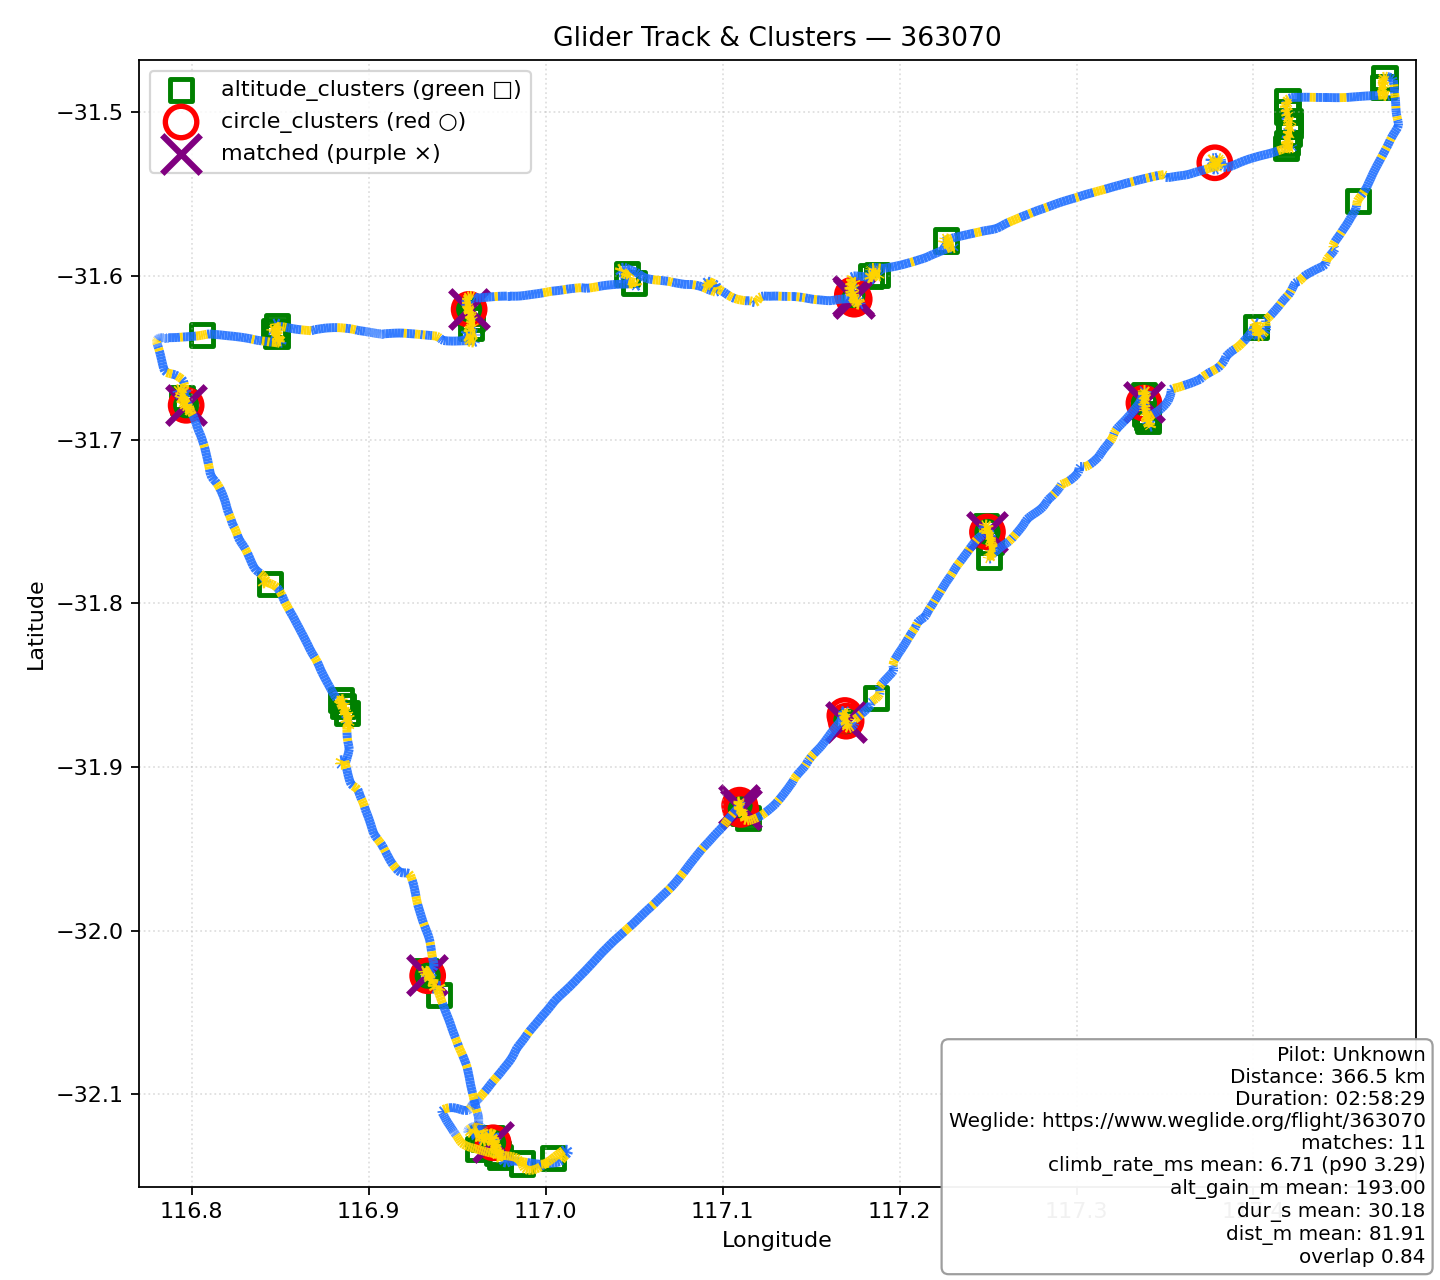 Glider Track & Clusters — 363070
altitude_clusters (green □)
circle_clusters (red ○)
matched (purple ×)
Latitude
−31.5
−31.6
−31.7
−31.8
−31.9
−32.0
−32.1
116.8
116.9
117.0
117.1
117.2
117.3
Longitude
Pilot: Unknown
Distance: 366.5 km
Duration: 02:58:29
Weglide: https://www.weglide.org/flight/363070
matches: 11
climb_rate_ms mean: 6.71 (p90 3.29)
alt_gain_m mean: 193.00
dur_s mean: 30.18
dist_m mean: 81.91
overlap 0.84